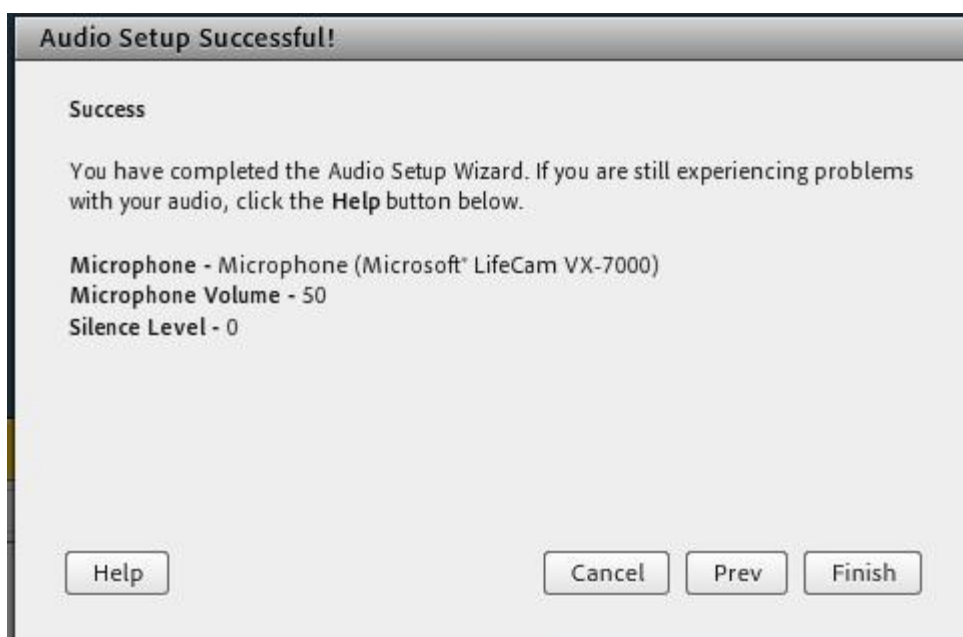 Audio Setup Successful!
Success
You have completed the Audio Setup Wizard. If you are still experiencing problems
with your audio, click the Help button below.
Microphone - Microphone (Microsoft® LifeCam VX-7000)
Microphone Volume - 50
Silence Level - 0
Help
Cancel
Prev
Finish